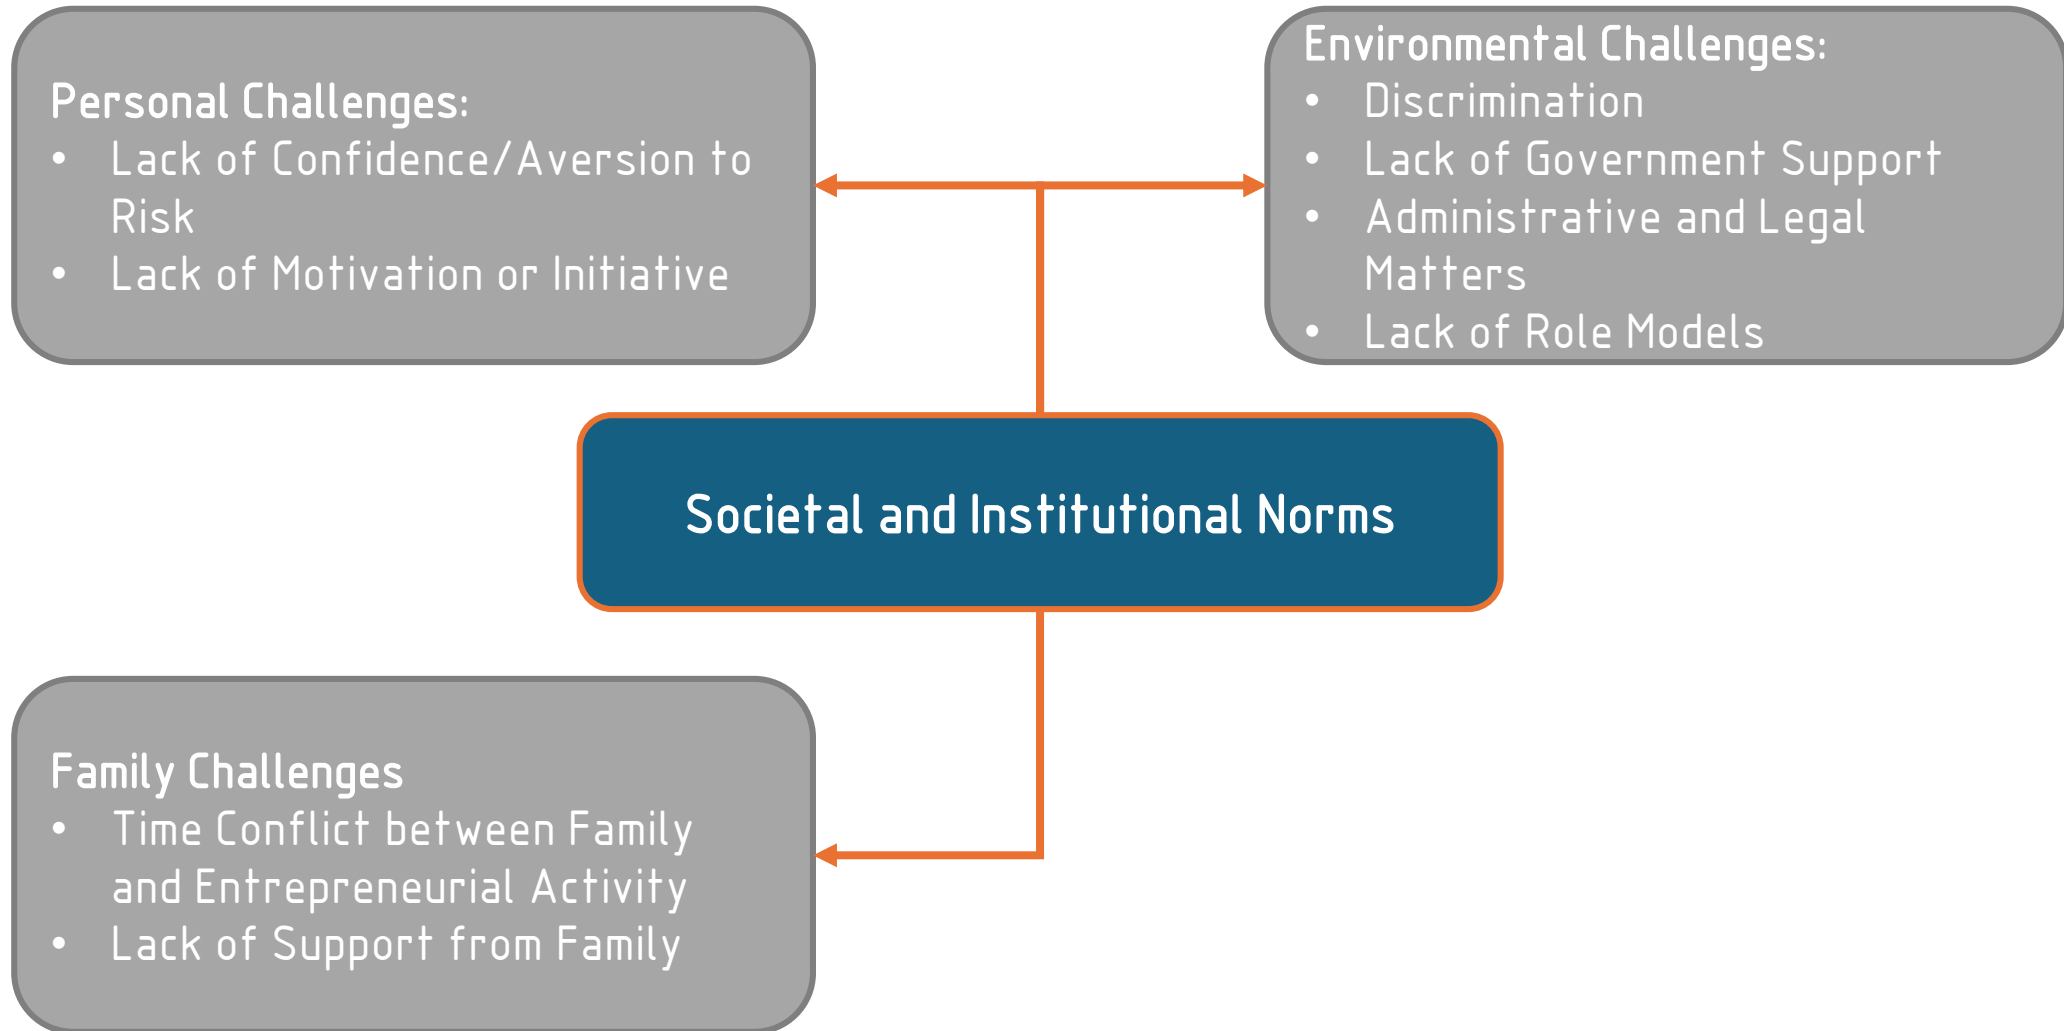 Personal Challenges:
• Lack of Confidence/Aversion to
Risk
• Lack of Motivation or Initiative
Environmental Challenges:
• Discrimination
• Lack of Government Support
• Administrative and Legal
Matters
• Lack of Role Models
Societal and Institutional Norms
Family Challenges
• Time Conflict between Family
and Entrepreneurial Activity
• Lack of Support from Family